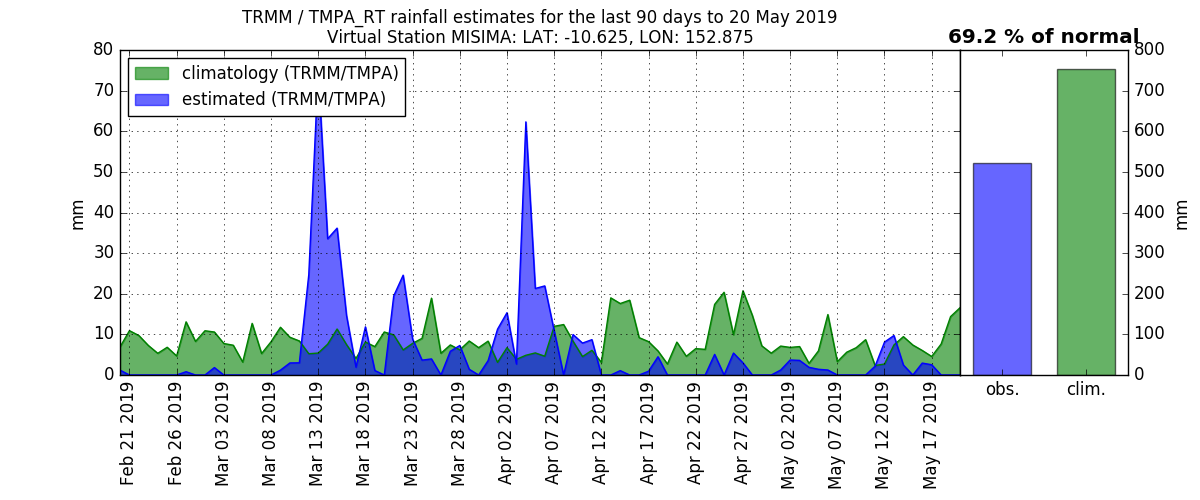 TRMM / TMPA_RT rainfall estimates for the last 90 days to 20 May 2019
Virtual Station MISIMA: LAT: -10.625, LON: 152.875
69.2 % of normal
climatology (TRMM/TMPA)
estimated (TRMM/TMPA)
80
70
60
50
40
30
20
10
0
mm
Feb 21 2019
Feb 26 2019
Mar 03 2019
Mar 08 2019
Mar 13 2019
Mar 18 2019
Mar 23 2019
Mar 28 2019
Apr 02 2019
Apr 07 2019
Apr 12 2019
Apr 17 2019
Apr 22 2019
Apr 27 2019
May 02 2019
May 07 2019
May 12 2019
May 17 2019
obs.
clim.
800
700
600
500
400
300
200
100
0
mm